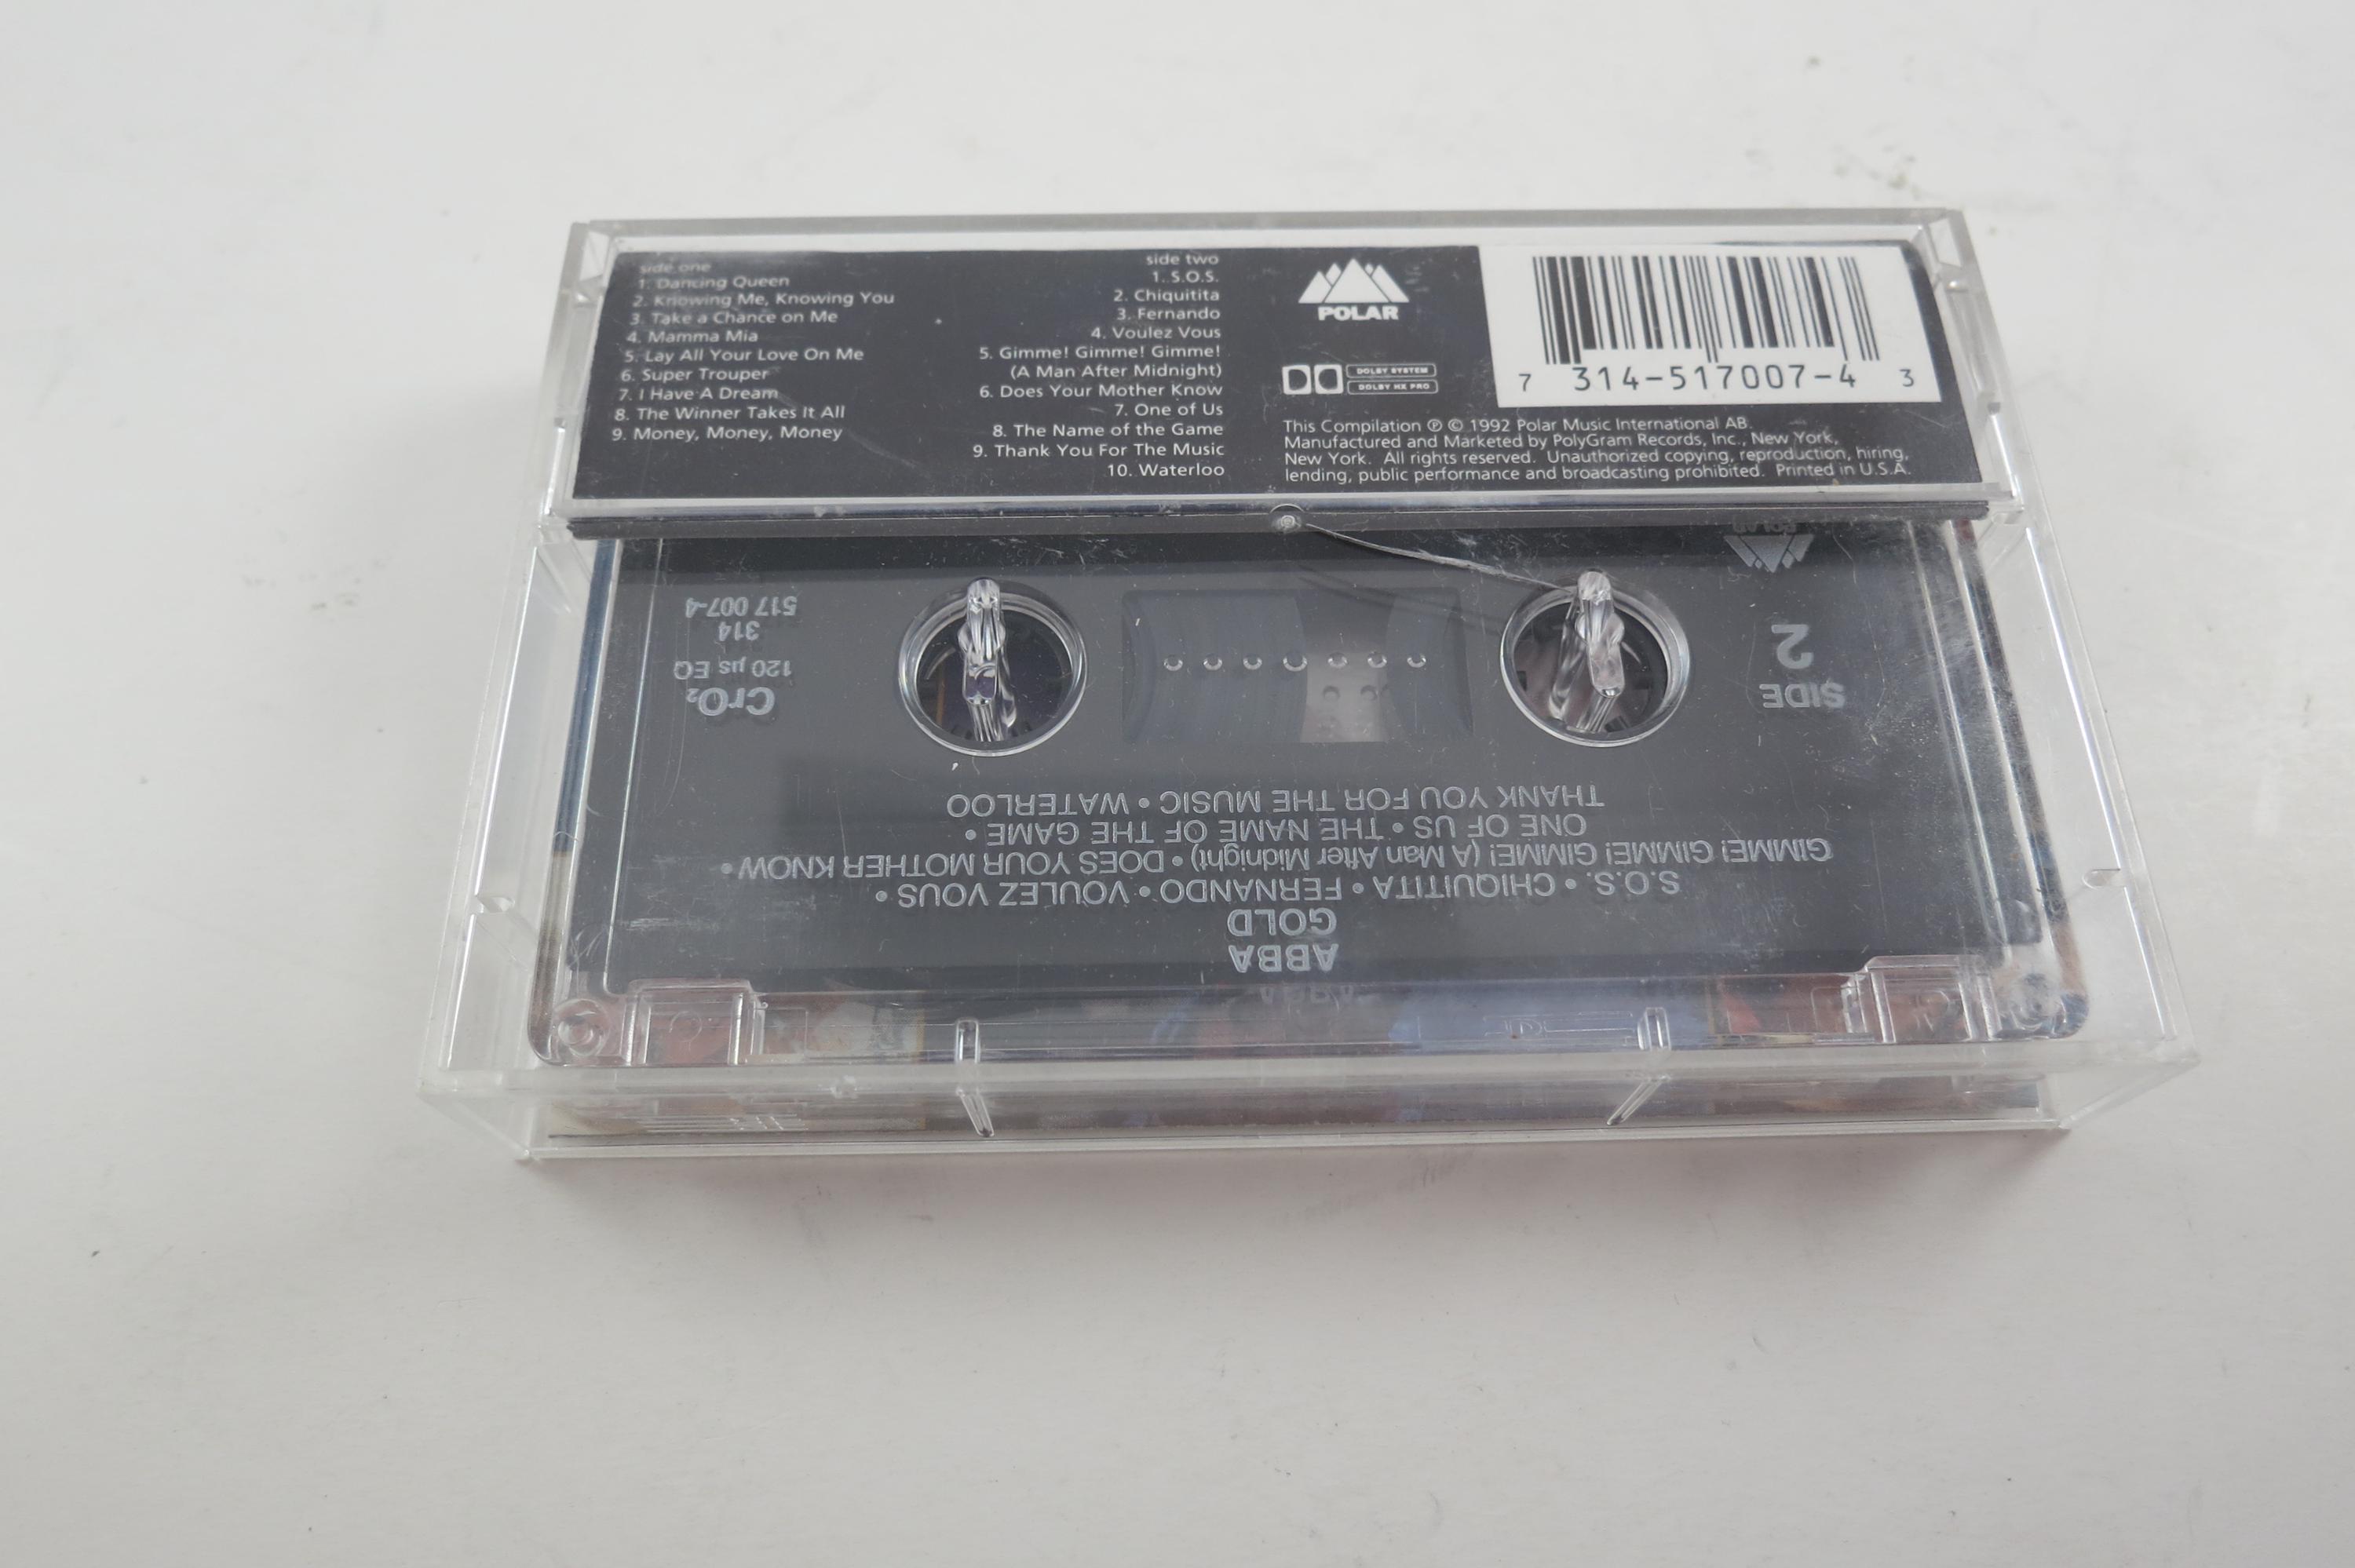 side one
1. Dancing Queen
2. Knowing Me, Knowing You
3. Take a Chance on Me
4. Mamma Mia
5. Lay All Your Love On Me
6. Super Trouper
7. I Have A Dream
8. The Winner Takes It All
9. Money, Money, Money
side two
1. S.O.S.
2. Chiquitita
3. Fernando
4. Voulez Vous
5. Gimme! Gimme! Gimme!
(A Man After Midnight)
6. Does Your Mother Know
7. One of Us
8. The Name of the Game
9. Thank You For The Music
10. Waterloo
POLAR
DOLBY SYSTEM
DOLBY HX PRO
7 314-517007-4 3
This Compilation ℗ © 1992 Polar Music International AB.
Manufactured and Marketed by PolyGram Records, Inc., New York,
New York. All rights reserved. Unauthorized copying, reproduction, hiring,
lending, public performance and broadcasting prohibited. Printed in U.S.A.
ABBA
GOLD
S.O.S. • CHIQUITITA • FERNANDO • VOULEZ VOUS •
GIMME! GIMME! GIMME! (A Man After Midnight) • DOES YOUR MOTHER KNOW •
ONE OF US • THE NAME OF THE GAME •
THANK YOU FOR THE MUSIC • WATERLOO
SIDE
2
CrO₂
120 µs EQ
314
517 007-4
POLAR